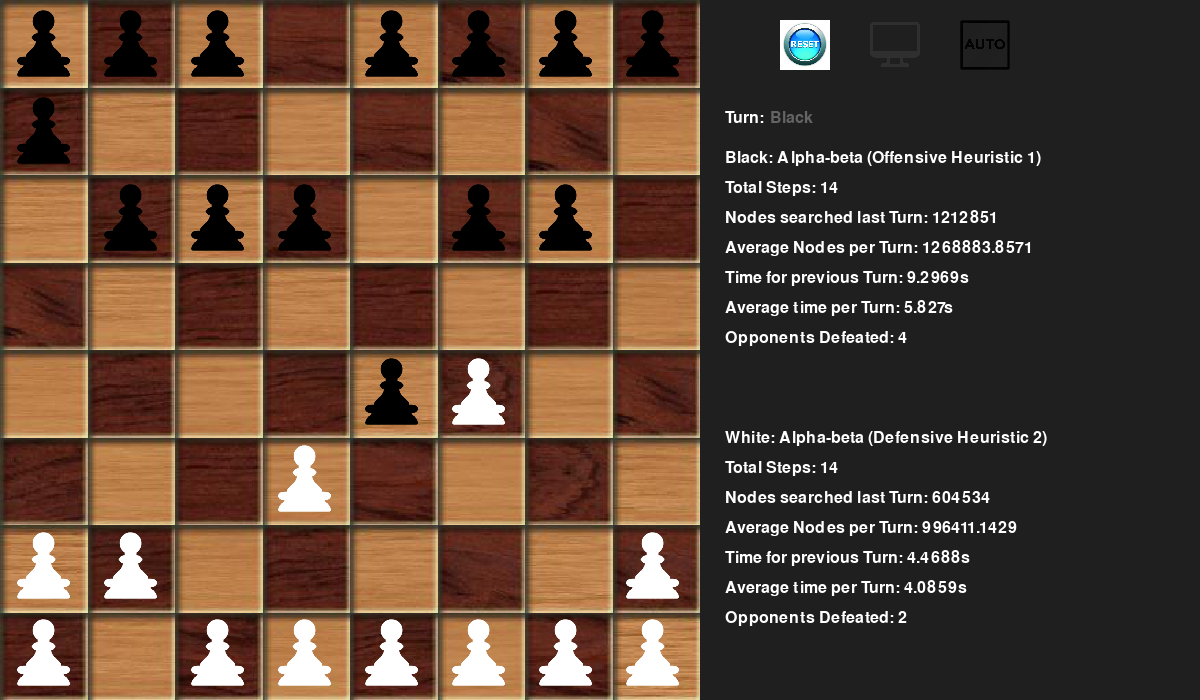 RESET
AUTO
Turn: Black
Black: Alpha-beta (Offensive Heuristic 1)
Total Steps: 14
Nodes searched last Turn: 1212851
Average Nodes per Turn: 1268883.8571
Time for previous Turn: 9.2969s
Average time per Turn: 5.827s
Opponents Defeated: 4
White: Alpha-beta (Defensive Heuristic 2)
Total Steps: 14
Nodes searched last Turn: 604534
Average Nodes per Turn: 996411.1429
Time for previous Turn: 4.4688s
Average time per Turn: 4.0859s
Opponents Defeated: 2